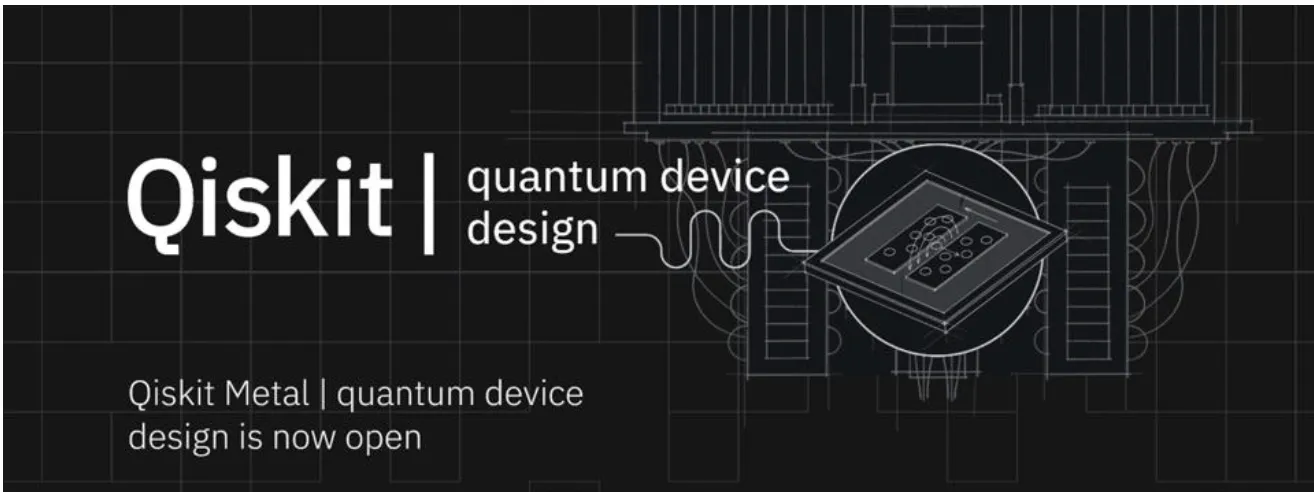 Qiskit | quantum device
design
Qiskit Metal | quantum device
design is now open